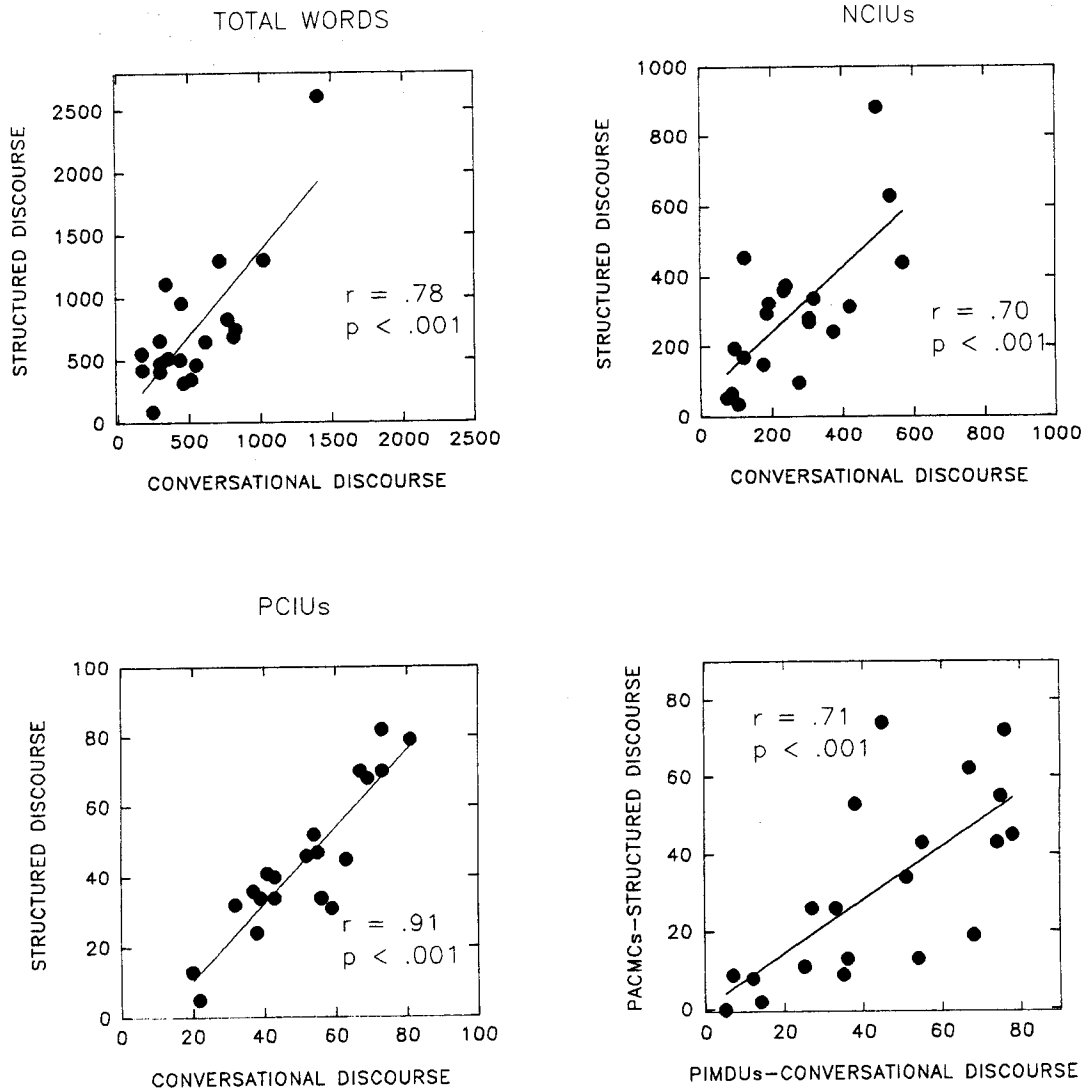 TOTAL WORDS
STRUCTURED DISCOURSE
2500
2000
1500
1000
500
0
r = .78
p < .001
0 500 1000 1500 2000 2500
CONVERSATIONAL DISCOURSE
NCIUs
STRUCTURED DISCOURSE
1000
800
600
400
200
0
r = .70
p < .001
0 200 400 600 800 1000
CONVERSATIONAL DISCOURSE
PCIUs
STRUCTURED DISCOURSE
100
80
60
40
20
0
r = .91
p < .001
0 20 40 60 80 100
CONVERSATIONAL DISCOURSE
PACMCs-STRUCTURED DISCOURSE
80
60
40
20
0
r = .71
p < .001
0 20 40 60 80
PIMDUs-CONVERSATIONAL DISCOURSE